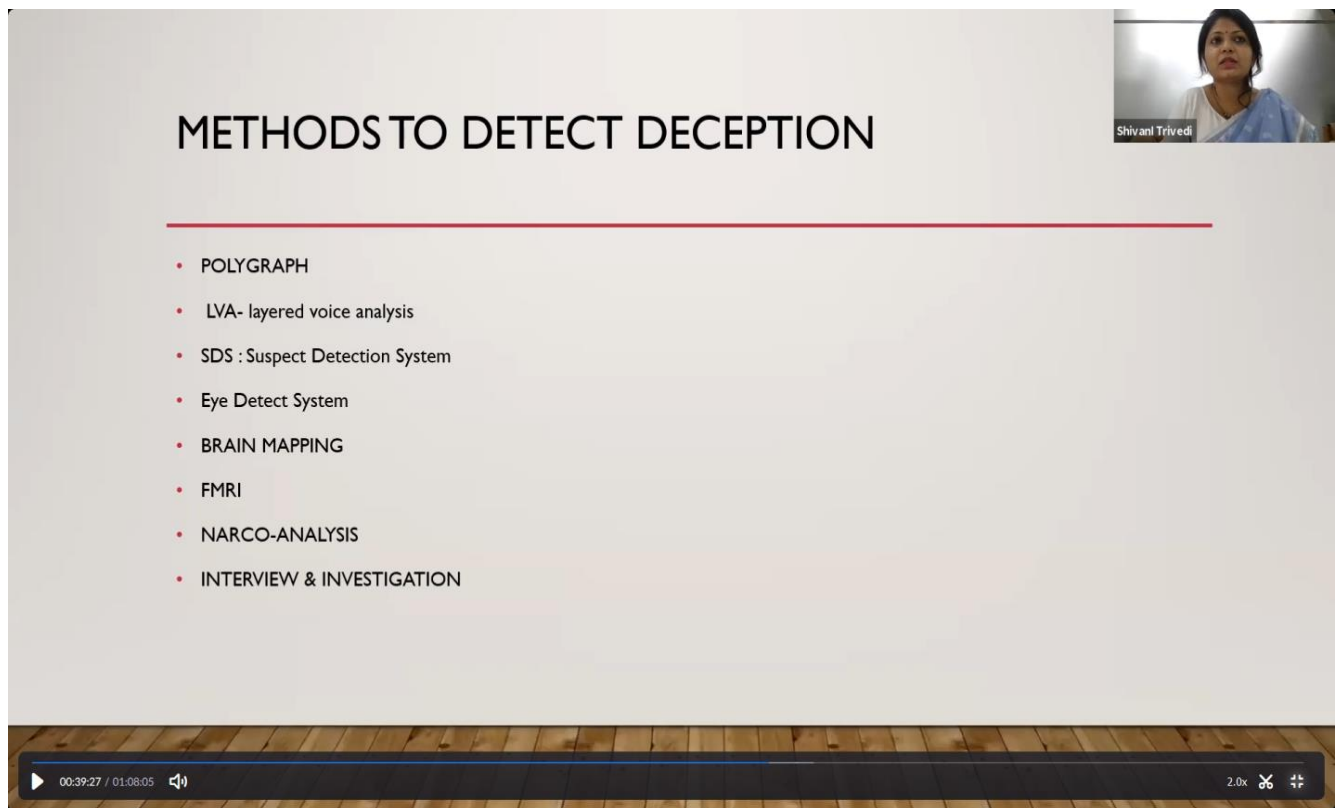 METHODS TO DETECT DECEPTION
ShivanI Trivedi
• POLYGRAPH
• LVA- layered voice analysis
• SDS : Suspect Detection System
• Eye Detect System
• BRAIN MAPPING
• FMRI
• NARCO-ANALYSIS
• INTERVIEW & INVESTIGATION
00:39:27 / 01:08:05
2.0x